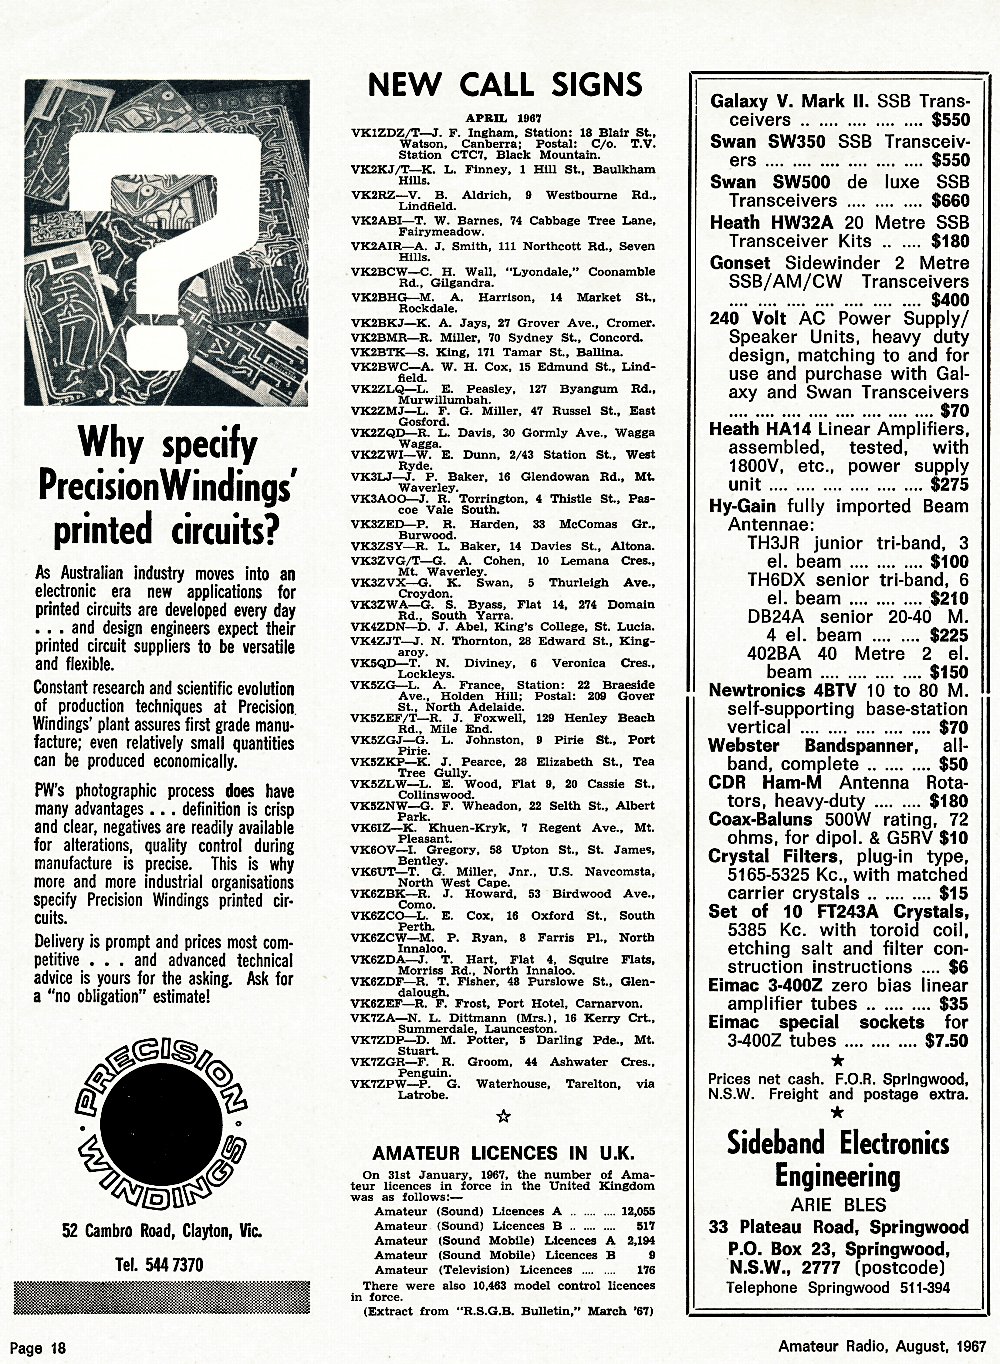 Why specify
Precision Windings'
printed circuits?
As Australian industry moves into an
electronic era new applications for
printed circuits are developed every day
. . . and design engineers expect their
printed circuit suppliers to be versatile
and flexible.
Constant research and scientific evolution
of production techniques at Precision
Windings' plant assures first grade manu-
facture; even relatively small quantities
can be produced economically.
PW's photographic process does have
many advantages . . . definition is crisp
and clear, negatives are readily available
for alterations, quality control during
manufacture is precise. This is why
more and more industrial organisations
specify Precision Windings printed cir-
cuits.
Delivery is prompt and prices most com-
petitive . . . and advanced technical
advice is yours for the asking. Ask for
a "no obligation" estimate!
PRECISION
· WINDINGS ·
52 Cambro Road, Clayton, Vic.
Tel. 544 7370
NEW CALL SIGNS
APRIL 1967
VK1ZDZ/T—J. F. Ingham, Station: 18 Blair St.,
Watson, Canberra; Postal: C/o. T.V.
Station CTC7, Black Mountain.
VK2KJ/T—K. L. Finney, 1 Hill St., Baulkham
Hills.
VK2RZ—V. B. Aldrich, 9 Westbourne Rd.,
Lindfield.
VK2ABI—T. W. Barnes, 74 Cabbage Tree Lane,
Fairymeadow.
VK2AIR—A. J. Smith, 111 Northcott Rd., Seven
Hills.
VK2BCW—C. H. Wall, "Lyondale," Coonamble
Rd., Gilgandra.
VK2BHG—M. A. Harrison, 14 Market St.,
Rockdale.
VK2BKJ—K. A. Jays, 27 Grover Ave., Cromer.
VK2BMR—R. Miller, 70 Sydney St., Concord.
VK2BTK—S. King, 171 Tamar St., Ballina.
VK2BWC—A. W. H. Cox, 15 Edmund St., Lind-
field.
VK2ZLQ—L. E. Peasley, 127 Byangum Rd.,
Murwillumbah.
VK2ZMJ—L. F. G. Miller, 47 Russel St., East
Gosford.
VK2ZQD—R. L. Davis, 30 Gormly Ave., Wagga
Wagga.
VK2ZWI—W. E. Dunn, 2/43 Station St., West
Ryde.
VK3LJ—J. P. Baker, 16 Glendowan Rd., Mt.
Waverley.
VK3AOO—J. R. Torrington, 4 Thistle St., Pas-
coe Vale South.
VK3ZED—P. R. Harden, 33 McComas Gr.,
Burwood.
VK3ZSY—R. L. Baker, 14 Davies St., Altona.
VK3ZVG/T—G. A. Cohen, 10 Lemana Cres.,
Mt. Waverley.
VK3ZVX—G. K. Swan, 5 Thurleigh Ave.,
Croydon.
VK3ZWA—G. S. Byass, Flat 14, 274 Domain
Rd., South Yarra.
VK4ZDN—D. J. Abel, King's College, St. Lucia.
VK4ZJT—J. N. Thornton, 28 Edward St., King-
aroy.
VK5QD—T. N. Diviney, 6 Veronica Cres.,
Lockleys.
VK5ZG—L. A. France, Station: 22 Braeside
Ave., Holden Hill; Postal: 209 Gover
St., North Adelaide.
VK5ZEF/T—R. J. Foxwell, 129 Henley Beach
Rd., Mile End.
VK5ZGJ—G. L. Johnston, 9 Pirie St., Port
Pirie.
VK5ZKP—K. J. Pearce, 28 Elizabeth St., Tea
Tree Gully.
VK5ZLW—L. E. Wood, Flat 9, 20 Cassie St.,
Collinswood.
VK5ZNW—G. F. Wheadon, 22 Selth St., Albert
Park.
VK6IZ—K. Khuen-Kryk, 7 Regent Ave., Mt.
Pleasant.
VK6OV—I. Gregory, 58 Upton St., St. James,
Bentley.
VK6UT—T. G. Miller, Jnr., U.S. Navcomsta,
North West Cape.
VK6ZBK—R. J. Howard, 53 Birdwood Ave.,
Como.
VK6ZCO—L. E. Cox, 16 Oxford St., South
Perth.
VK6ZCW—M. P. Ryan, 8 Farris Pl., North
Innaloo.
VK6ZDA—J. T. Hart, Flat 4, Squire Flats,
Morriss Rd., North Innaloo.
VK6ZDF—R. T. Fisher, 48 Purslowe St., Glen-
dalough.
VK6ZEF—R. F. Frost, Port Hotel, Carnarvon.
VK7ZA—N. L. Dittmann (Mrs.), 16 Kerry Crt.,
Summerdale, Launceston.
VK7ZDP—D. M. Potter, 5 Darling Pde., Mt.
Stuart.
VK7ZGR—F. R. Groom, 44 Ashwater Cres.,
Penguin.
VK7ZPW—P. G. Waterhouse, Tarelton, via
Latrobe.
☆
AMATEUR LICENCES IN U.K.
On 31st January, 1967, the number of Ama-
teur licences in force in the United Kingdom
was as follows:—
Amateur (Sound) Licences A .. .... .... 12,055
Amateur (Sound) Licences B .. .... .... 517
Amateur (Sound Mobile) Licences A 2,194
Amateur (Sound Mobile) Licences B 9
Amateur (Television) Licences .... .... 176
There were also 10,463 model control licences
in force.
(Extract from "R.S.G.B. Bulletin," March '67)
Galaxy V. Mark II. SSB Trans-
ceivers .. .... .... .... .... $550
Swan SW350 SSB Transceiv-
ers .... .... .... .... .... .... $550
Swan SW500 de luxe SSB
Transceivers .... .... .... $660
Heath HW32A 20 Metre SSB
Transceiver Kits .. .... $180
Gonset Sidewinder 2 Metre
SSB/AM/CW Transceivers
.... .... .... .... .... .... .... $400
240 Volt AC Power Supply/
Speaker Units, heavy duty
design, matching to and for
use and purchase with Gal-
axy and Swan Transceivers
.... .... .... .... .... .... .... .... $70
Heath HA14 Linear Amplifiers,
assembled, tested, with
1800V, etc., power supply
unit .... .... .... .... .... .... $275
Hy-Gain fully imported Beam
Antennae:
TH3JR junior tri-band, 3
el. beam .... .... .... $100
TH6DX senior tri-band, 6
el. beam .... .... .... $210
DB24A senior 20-40 M.
4 el. beam .... .... $225
402BA 40 Metre 2 el.
beam .... .... .... .... $150
Newtronics 4BTV 10 to 80 M.
self-supporting base-station
vertical .... .... .... .... .... $70
Webster Bandspanner, all-
band, complete .. .... .... $50
CDR Ham-M Antenna Rota-
tors, heavy-duty .... .... $180
Coax-Baluns 500W rating, 72
ohms, for dipol. & G5RV $10
Crystal Filters, plug-in type,
5165-5325 Kc., with matched
carrier crystals .. .... .... $15
Set of 10 FT243A Crystals,
5385 Kc. with toroid coil,
etching salt and filter con-
struction instructions .... $6
Eimac 3-400Z zero bias linear
amplifier tubes .. .... .... $35
Eimac special sockets for
3-400Z tubes .... .... .... $7.50
★
Prices net cash. F.O.R. Springwood,
N.S.W. Freight and postage extra.
★
Sideband Electronics
Engineering
ARIE BLES
33 Plateau Road, Springwood
P.O. Box 23, Springwood,
N.S.W., 2777 (postcode)
Telephone Springwood 511-394
Page 18
Amateur Radio, August, 1967